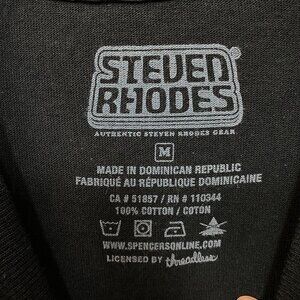 STEVEN
RHODES
AUTHENTIC STEVEN RHODES GEAR
M
MADE IN DOMINICAN REPUBLIC
FABRIQUÉ AU RÉPUBLIQUE DOMINICAINE
CA # 51857 / RN # 110344
100% COTTON / COTON
WWW.SPENCERSONLINE.COM
LICENSED BY threadless